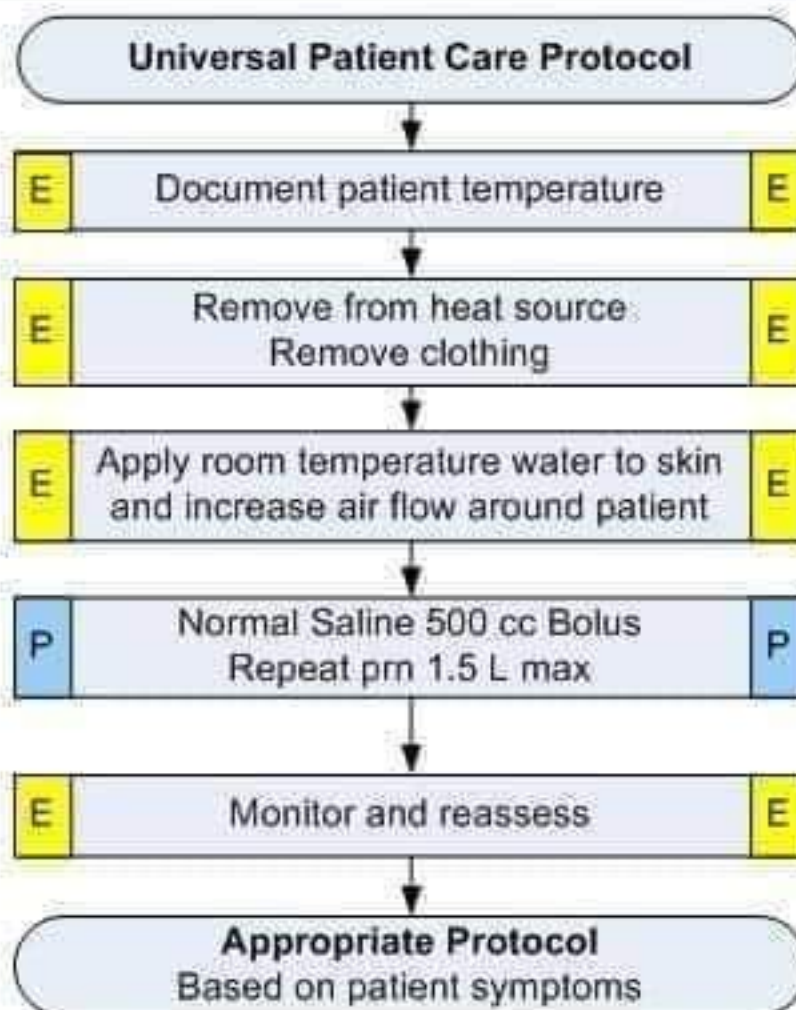 Universal Patient Care Protocol
E Document patient temperature E
E Remove from heat source E
Remove clothing
E Apply room temperature water to skin E
and increase air flow around patient
P Normal Saline 500 cc Bolus P
Repeat prn 1.5 L max
E Monitor and reassess E
Appropriate Protocol
Based on patient symptoms